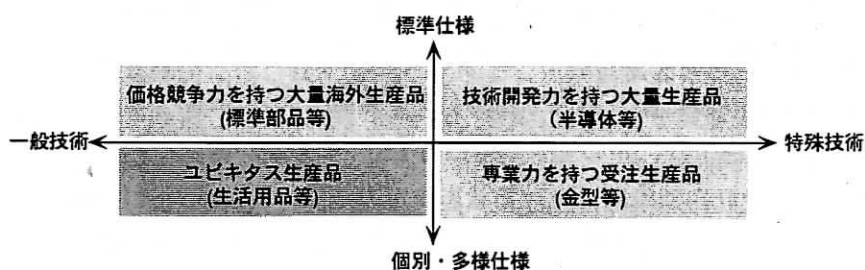 標準仕様
価格競争力を持つ大量海外生産品
(標準部品等)
技術開発力を持つ大量生産品
(半導体等)
一般技術
特殊技術
ユビキタス生産品
(生活用品等)
専業力を持つ受注生産品
(金型等)
個別・多様仕様